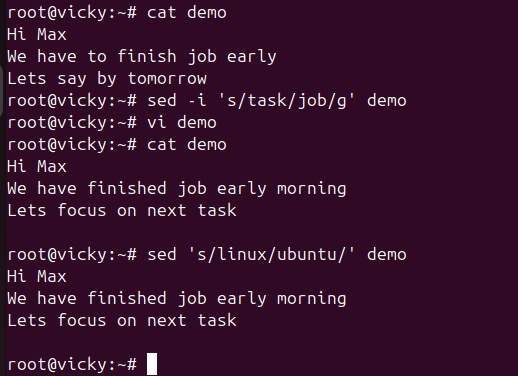 root@vicky:~# cat demo
Hi Max
We have to finish job early
Lets say by tomorrow
root@vicky:~# sed -i 's/task/job/g' demo
root@vicky:~# vi demo
root@vicky:~# cat demo
Hi Max
We have finished job early morning
Lets focus on next task
root@vicky:~# sed 's/linux/ubuntu/' demo
Hi Max
We have finished job early morning
Lets focus on next task
root@vicky:~#